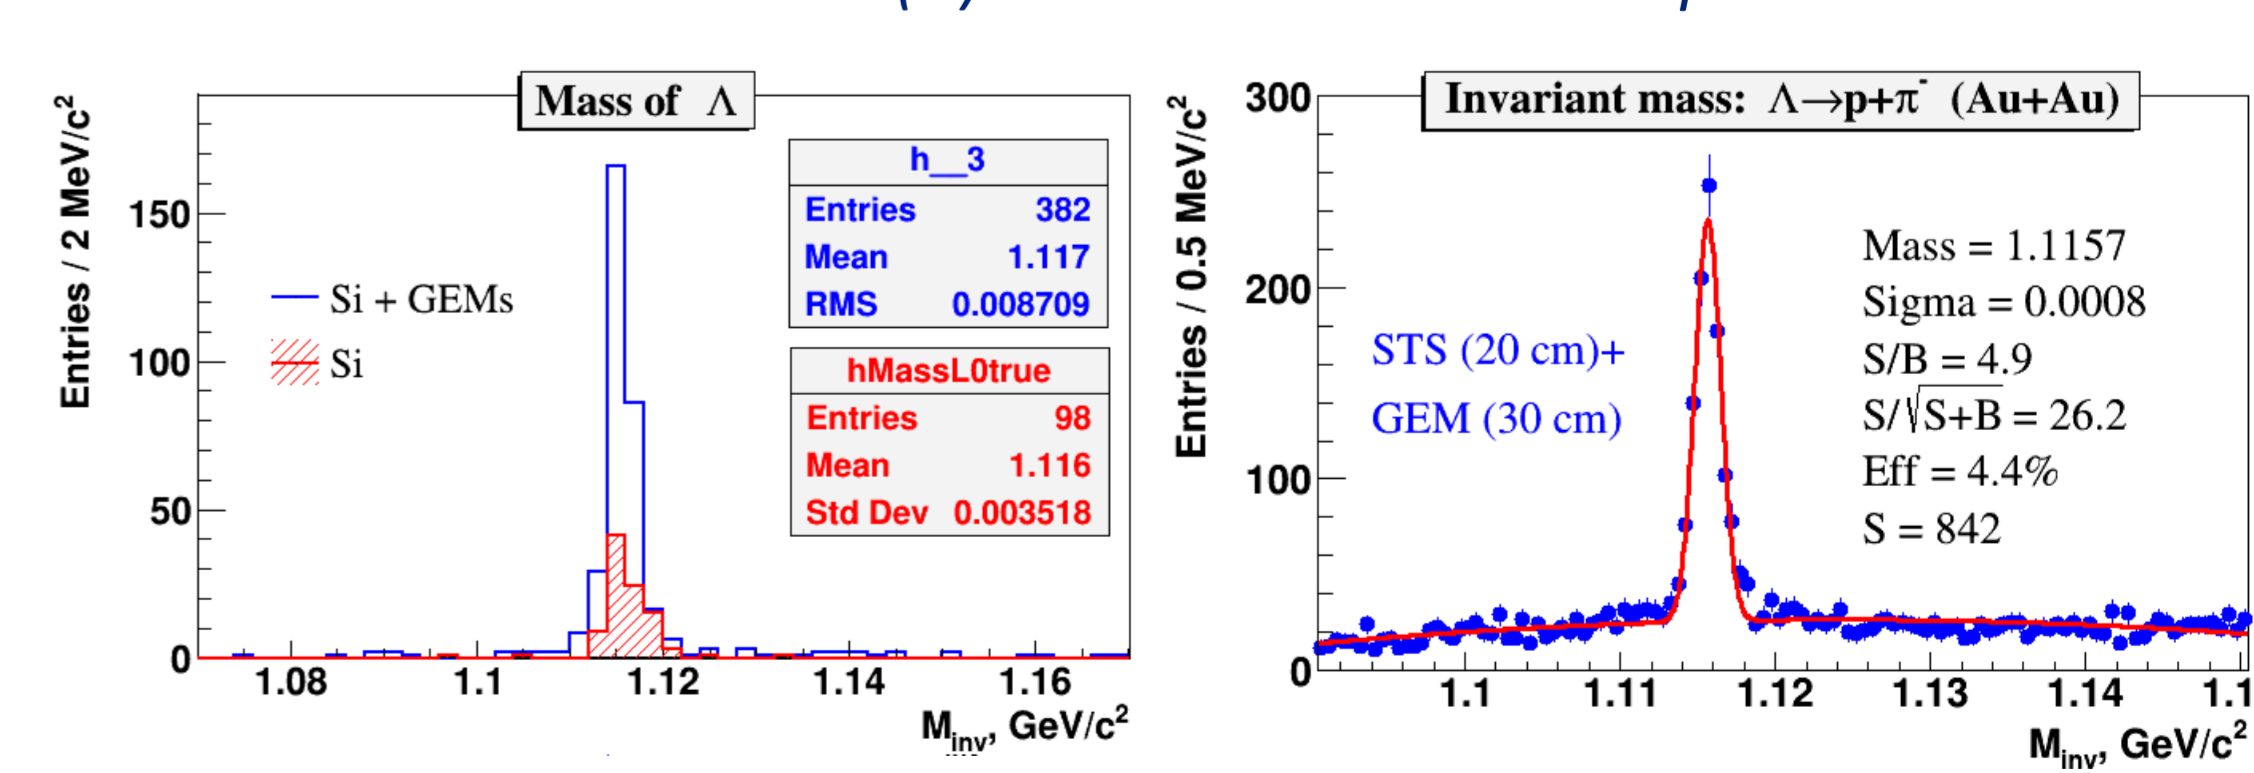 Mass of Λ
Entries / 2 MeV/c²
150
100
50
0
1.08
1.1
1.12
1.14
1.16
M_inv, GeV/c²
Si + GEMs
Si
h__3
Entries 382
Mean 1.117
RMS 0.008709
hMassL0true
Entries 98
Mean 1.116
Std Dev 0.003518
Invariant mass: Λ→p+π⁻ (Au+Au)
Entries / 0.5 MeV/c²
300
200
100
0
1.1
1.11
1.12
1.13
1.14
1.1
M_inv, GeV/c²
STS (20 cm)+
GEM (30 cm)
Mass = 1.1157
Sigma = 0.0008
S/B = 4.9
S/√S+B = 26.2
Eff = 4.4%
S = 842